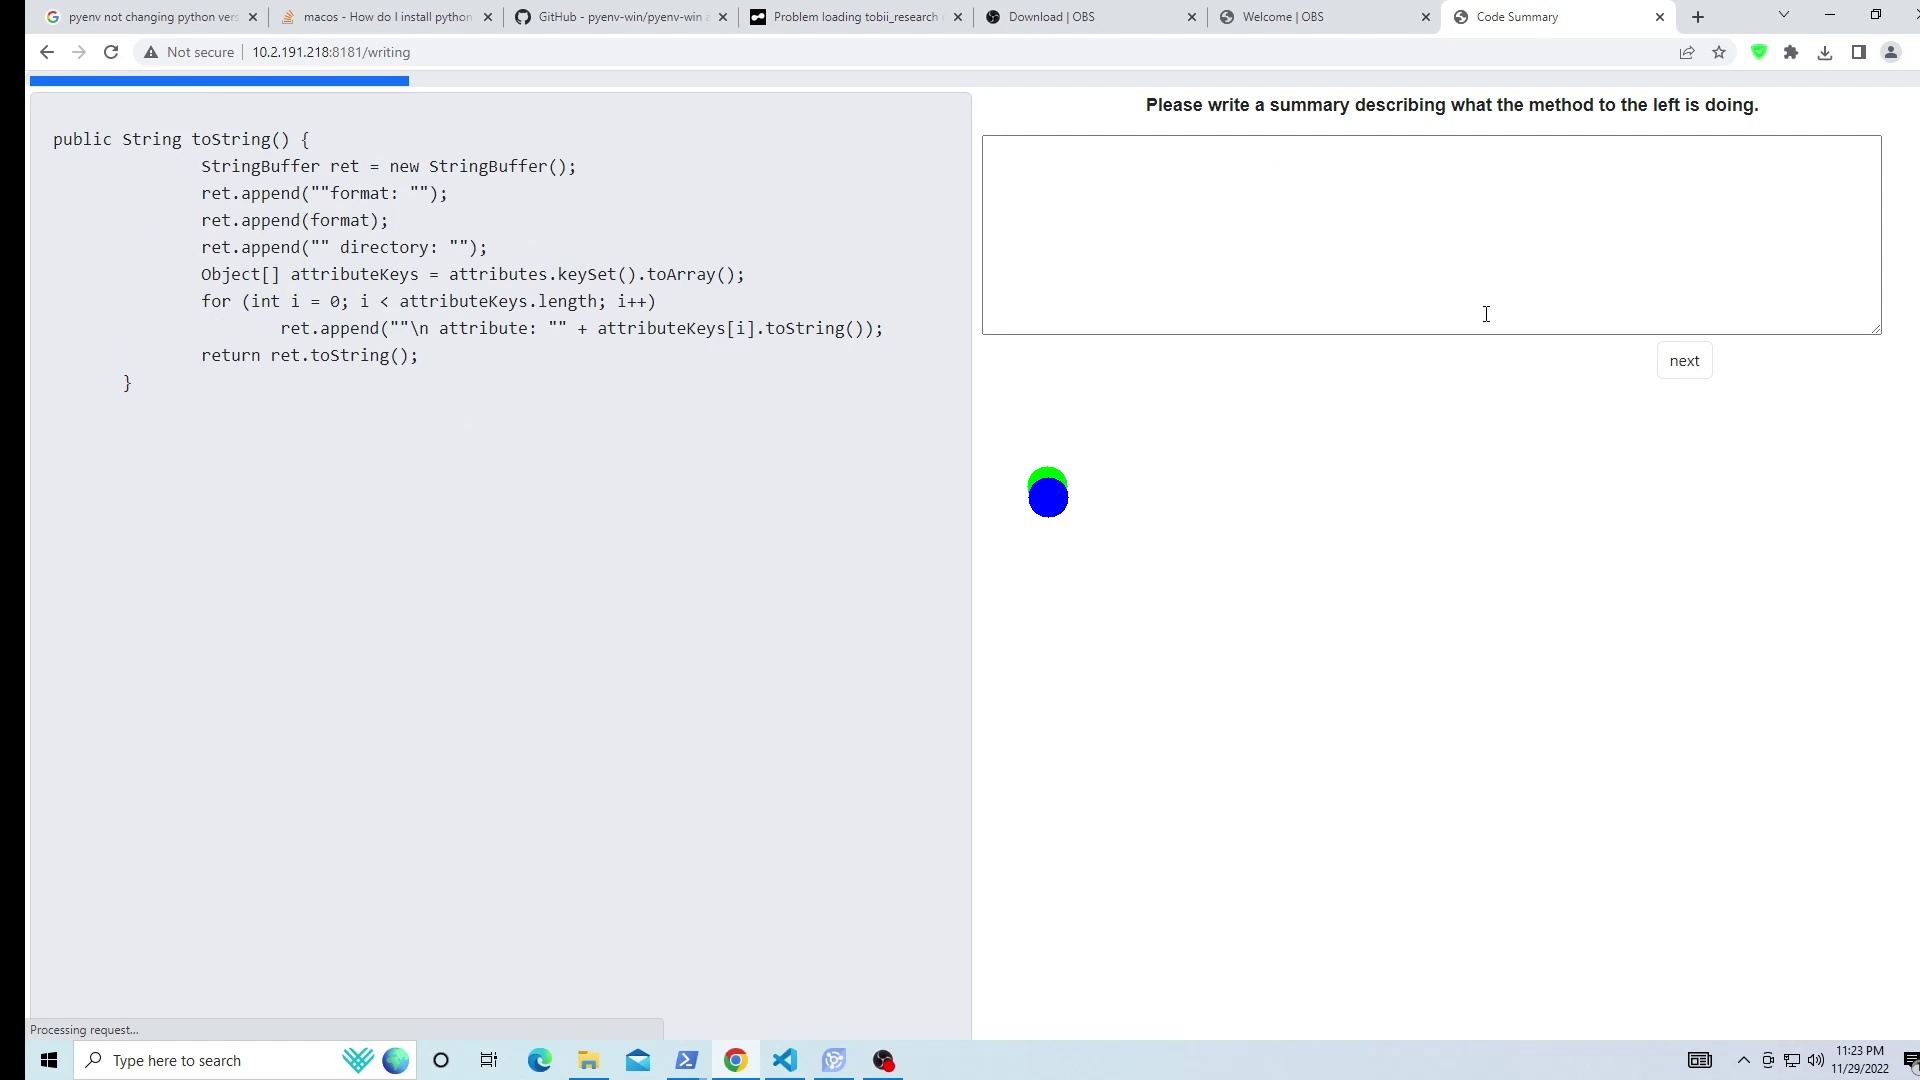 pyenv not changing python vers
macos - How do I install python
GitHub - pyenv-win/pyenv-win a
Problem loading tobii_research
Download | OBS
Welcome | OBS
Code Summary
Not secure
10.2.191.218:8181/writing
public String toString() {
StringBuffer ret = new StringBuffer();
ret.append(""format: "");
ret.append(format);
ret.append("" directory: "");
Object[] attributeKeys = attributes.keySet().toArray();
for (int i = 0; i < attributeKeys.length; i++)
ret.append(""\n attribute: "" + attributeKeys[i].toString());
return ret.toString();
}
Please write a summary describing what the method to the left is doing.
next
Processing request...
Type here to search
11:23 PM
11/29/2022